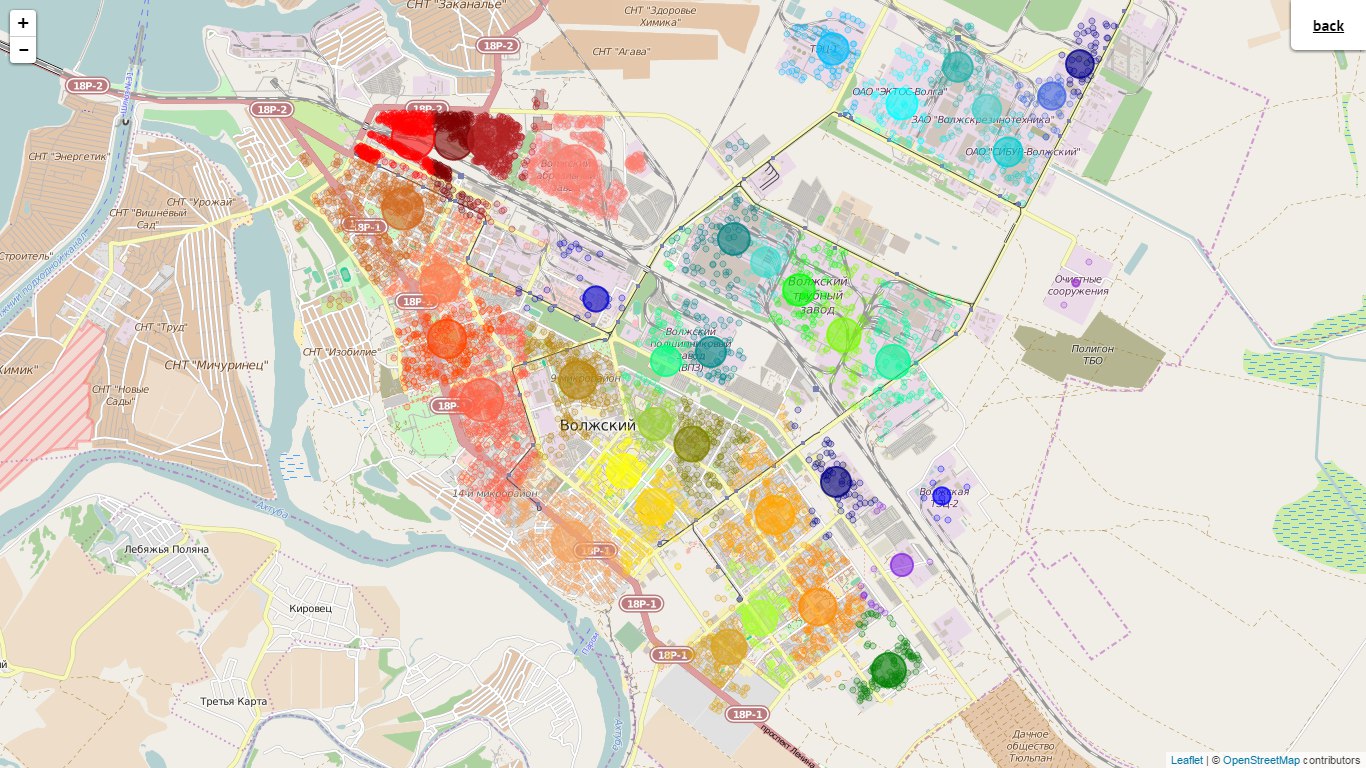 +
−
back
СНТ "Заканалье"
СНТ "Здоровье
Химика"
18Р-2
СНТ "Агава"
ТЭЦ-1
18Р-2
ОАО "ЭКТОС-Волга"
18Р-2
18Р-2
ЗАО "Волжскрезинотехника"
СНТ "Энергетик"
ОАО "СИБУР-Волжский"
Волжский
абразивный
завод
СНТ "Урожай"
СНТ "Вишнёвый
Сад"
18Р-1
Строитель"
Очистные
сооружения
Волжский
трубный
завод
18Р-1
СНТ "Труд"
Волжский
подшипниковый
завод
(ВПЗ)
СНТ "Изобилие
Полигон
ТБО
СНТ "Мичуринец"
Химик"
9 микрорайон
СНТ "Новые
Сады"
18Р-
Волжский
14-й микрорайон
Волжская
ТЭЦ-2
Ахтуба
Лебяжья Поляна
18Р-1
Кировец
18Р-1
18Р-1
Третья Карта
18Р-1
Ахтуба
проспект Ленина
Дачное
общество
Тюльпан
Leaflet | © OpenStreetMap contributors